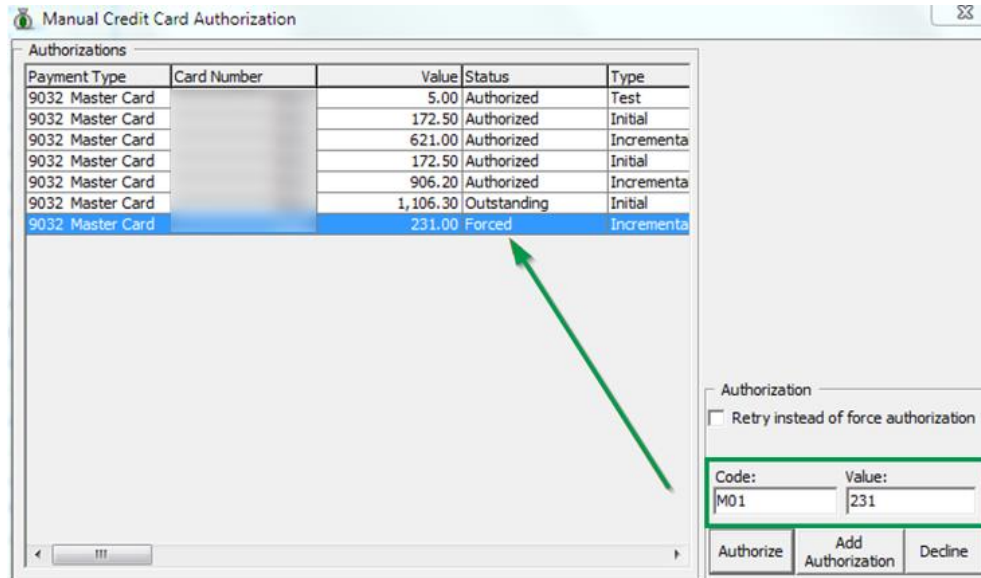 Manual Credit Card Authorization
Authorizations
Payment Type Card Number Value Status Type
9032 Master Card 5.00 Authorized Test
9032 Master Card 172.50 Authorized Initial
9032 Master Card 621.00 Authorized Incrementa
9032 Master Card 172.50 Authorized Initial
9032 Master Card 906.20 Authorized Incrementa
9032 Master Card 1,106.30 Outstanding Initial
9032 Master Card 231.00 Forced Incrementa
Authorization
Retry instead of force authorization
Code: Value:
M01 231
Authorize Add Authorization Decline